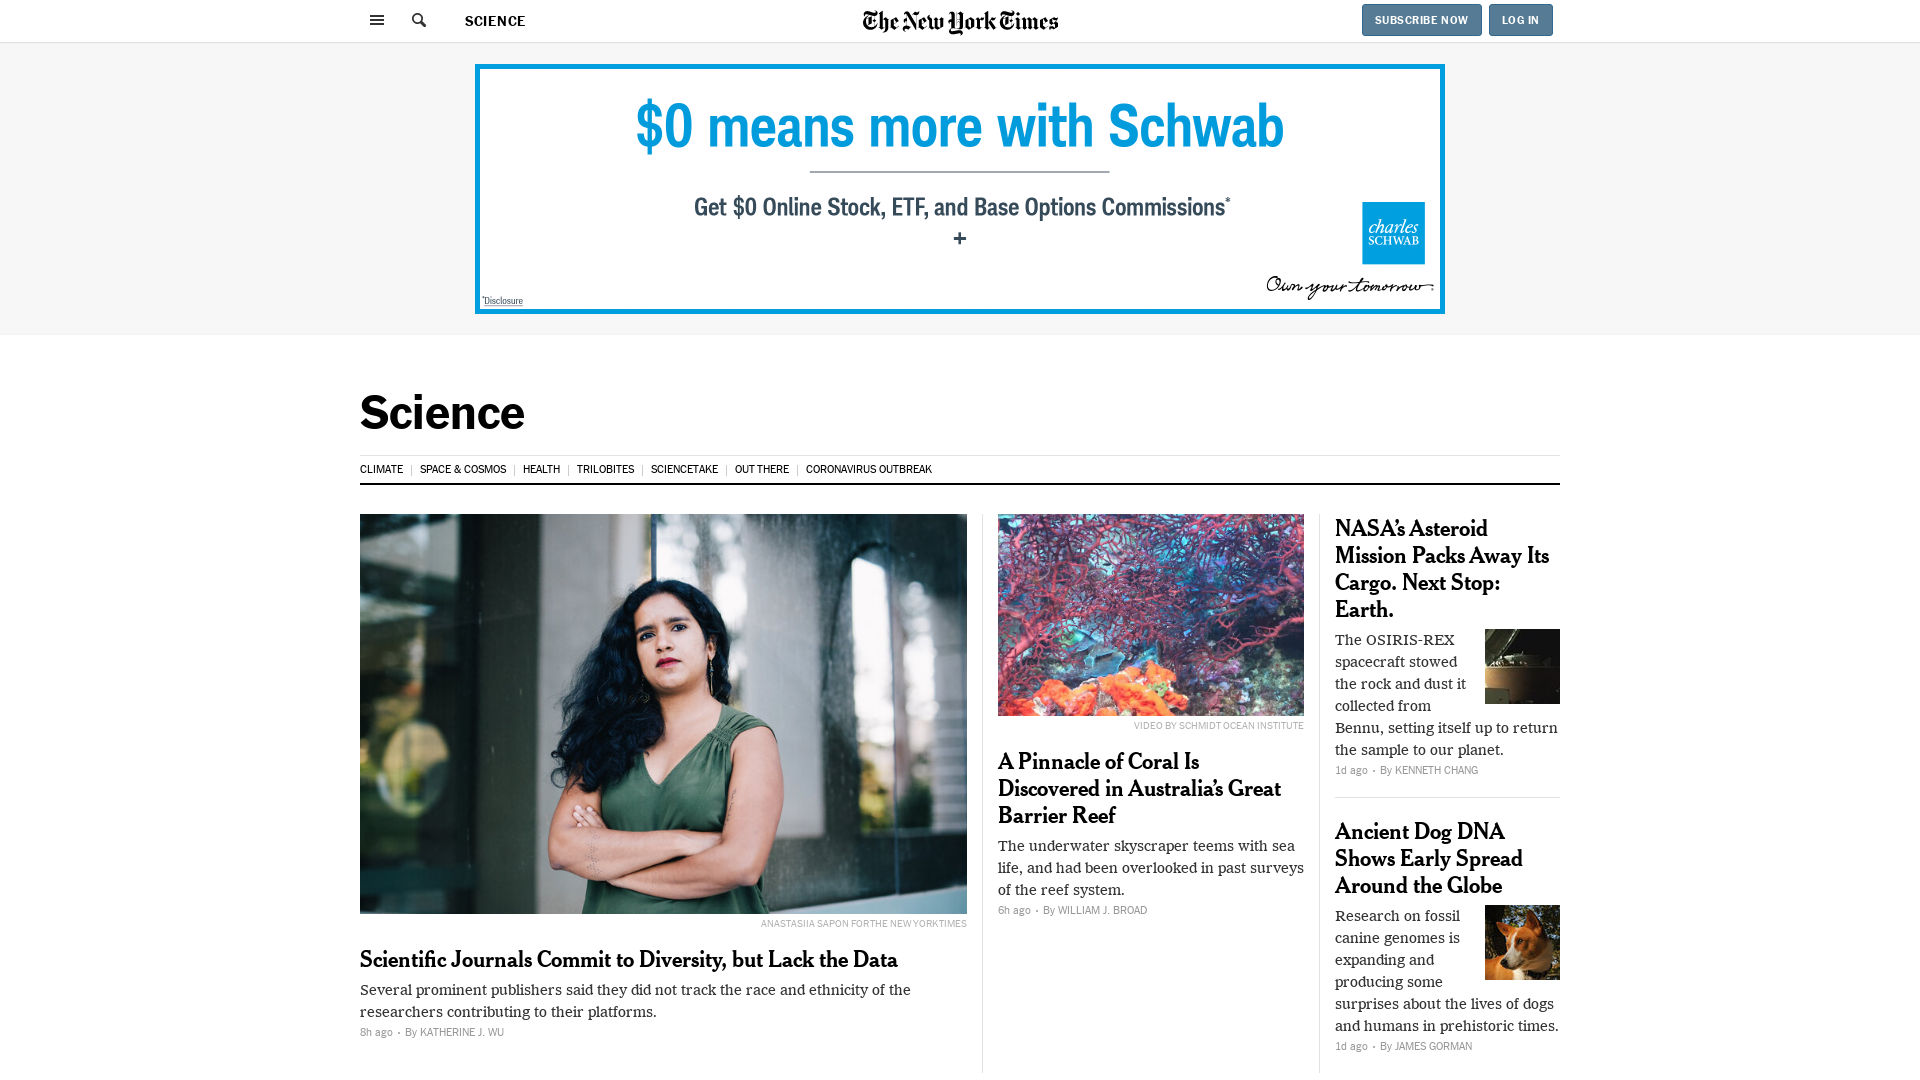 SCIENCE
The New York Times
SUBSCRIBE NOW
LOG IN
$0 means more with Schwab
Get $0 Online Stock, ETF, and Base Options Commissions*
+
charles
SCHWAB
Own your tomorrow.
*Disclosure
Science
CLIMATE
SPACE & COSMOS
HEALTH
TRILOBITES
SCIENCETAKE
OUT THERE
CORONAVIRUS OUTBREAK
ANASTASIIA SAPON FOR THE NEW YORK TIMES
Scientific Journals Commit to Diversity, but Lack the Data
Several prominent publishers said they did not track the race and ethnicity of the
researchers contributing to their platforms.
8h ago • By KATHERINE J. WU
VIDEO BY SCHMIDT OCEAN INSTITUTE
A Pinnacle of Coral Is
Discovered in Australia’s Great
Barrier Reef
The underwater skyscraper teems with sea
life, and had been overlooked in past surveys
of the reef system.
6h ago • By WILLIAM J. BROAD
NASA’s Asteroid
Mission Packs Away Its
Cargo. Next Stop:
Earth.
The OSIRIS-REX
spacecraft stowed
the rock and dust it
collected from
Bennu, setting itself up to return
the sample to our planet.
1d ago • By KENNETH CHANG
Ancient Dog DNA
Shows Early Spread
Around the Globe
Research on fossil
canine genomes is
expanding and
producing some
surprises about the lives of dogs
and humans in prehistoric times.
1d ago • By JAMES GORMAN